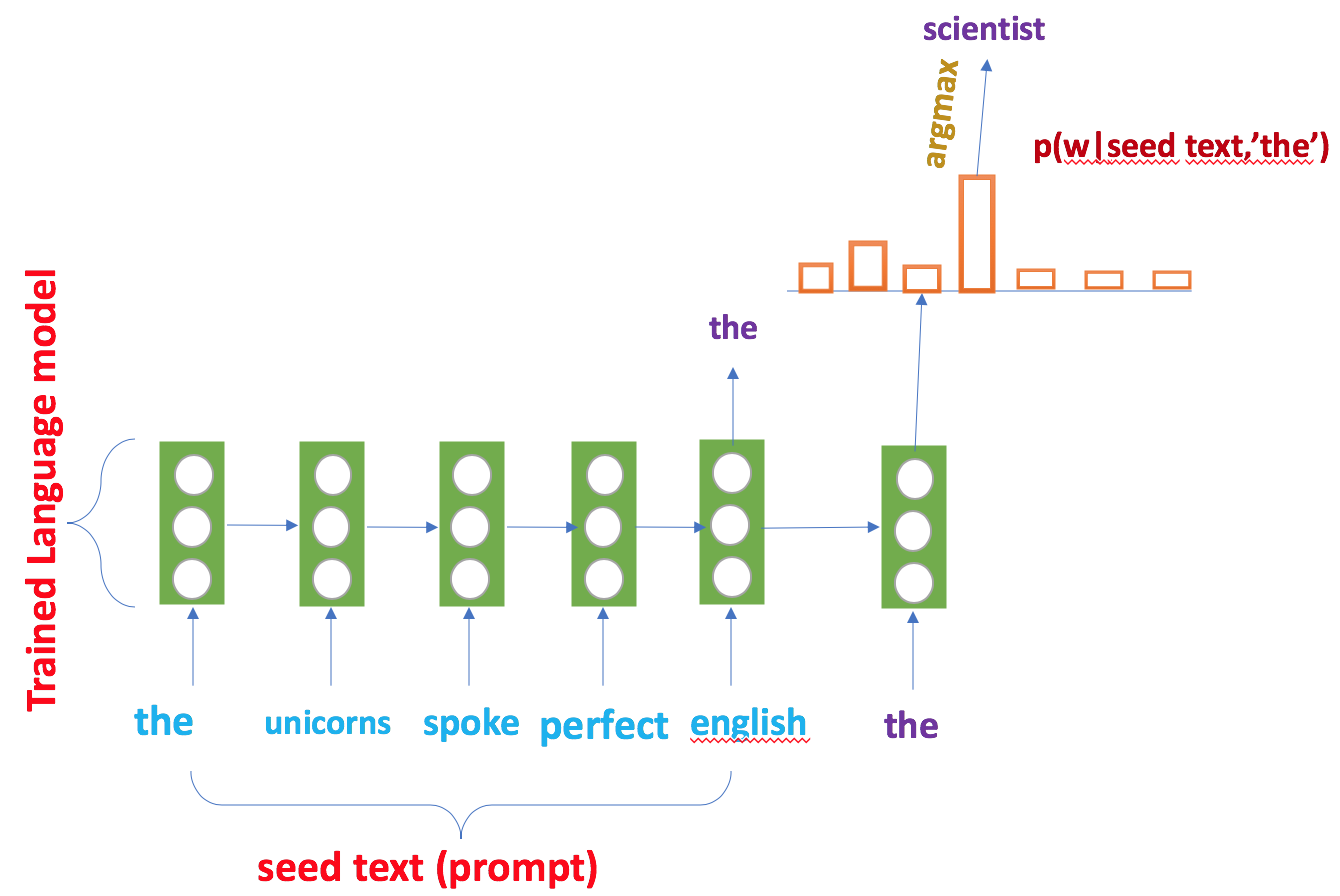 scientist
argmax
p(w|seed text,’the’)
the
Trained Language model
the unicorns spoke perfect english the
seed text (prompt)